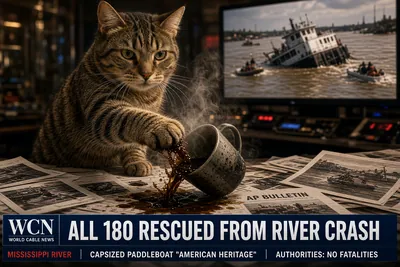 AP BULLETIN
WCN
WORLD CABLE NEWS
ALL 180 RESCUED FROM RIVER CRASH
MISSISSIPPI RIVER | CAPSIZED PADDLEBOAT "AMERICAN HERITAGE" | AUTHORITIES: NO FATALITIES